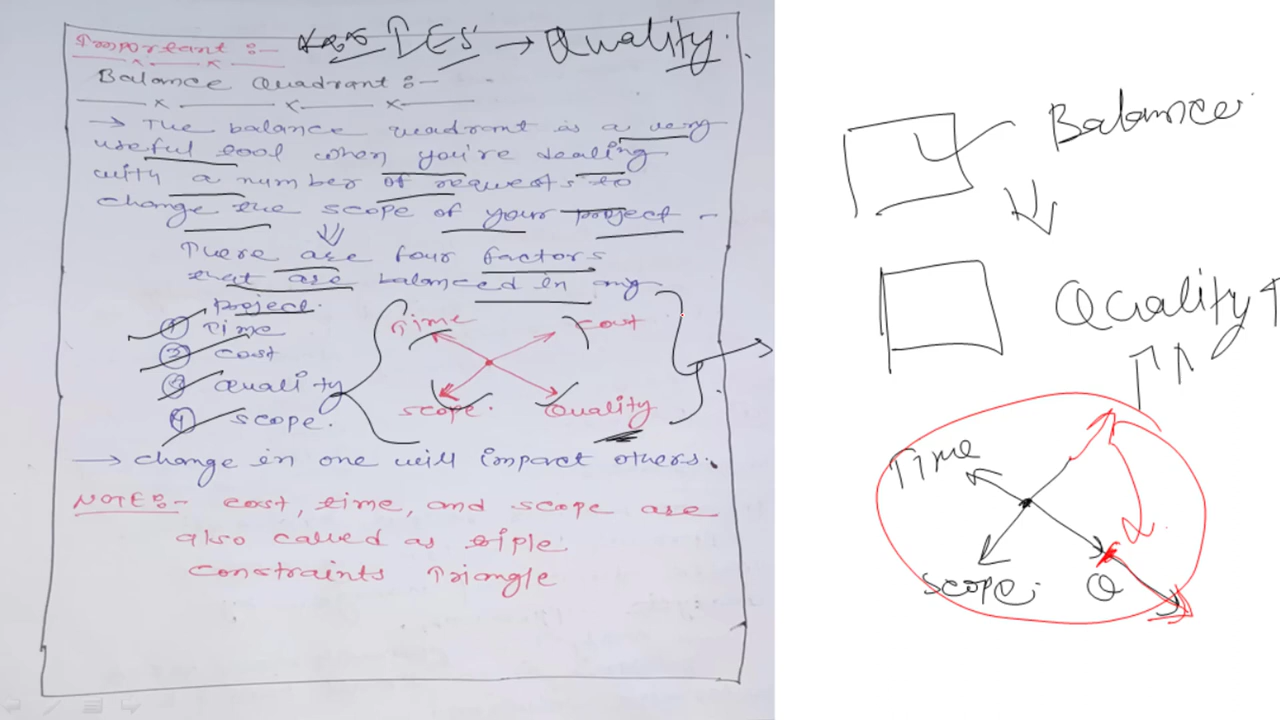 Important :-
DES → Quality.
Balance Quadrant :-
→ The balance quadrant is a very
useful tool when you're dealing
with a number of requests to
change the scope of your project -
There are four factors
that are balanced in any
project.
① Time
② cost
③ Quality
④ scope.
Time cost
scope. Quality
→ change in one will impact others.
NOTE:- cost, time, and scope are
also called as triple
constraints Triangle
Balance.
Quality ↑
Time
scope. Q